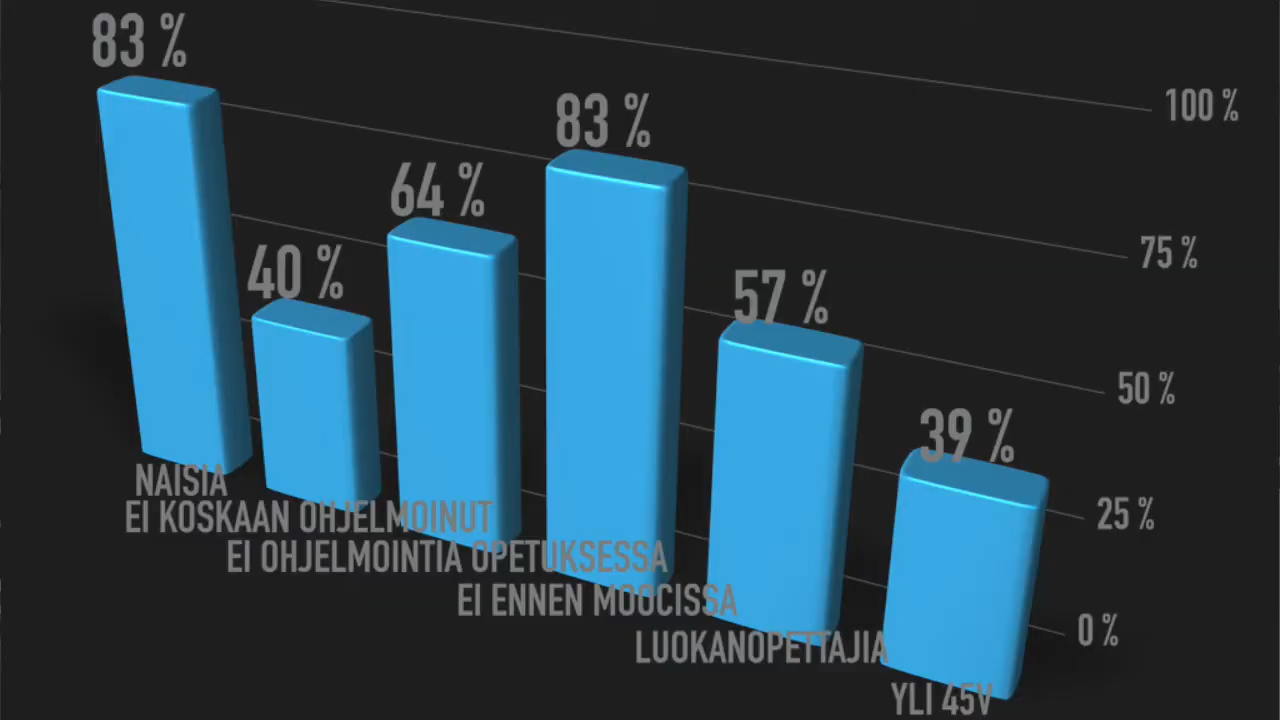 83 %
40 %
64 %
83 %
57 %
39 %
100 %
75 %
50 %
25 %
0 %
NAISIA
EI KOSKAAN OHJELMOINUT
EI OHJELMOINTIA OPETUKSESSA
EI ENNEN MOOCISSA
LUOKANOPETTAJIA
YLI 45V